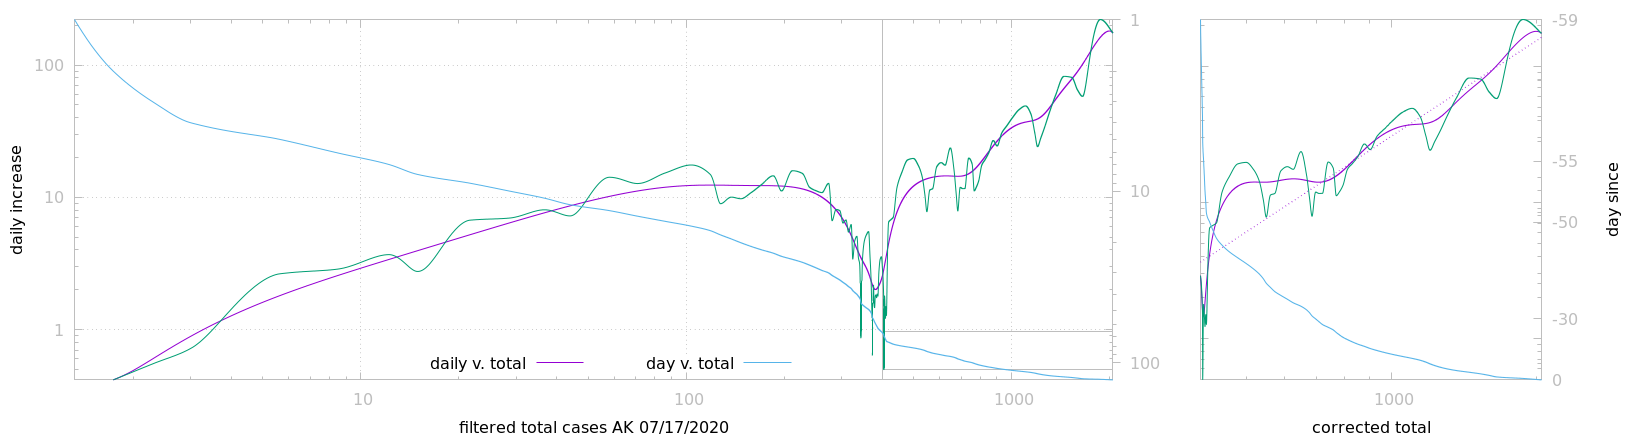 100
10
1
daily increase
10
100
1000
filtered total cases AK 07/17/2020
daily v. total
day v. total
1
10
100
1000
corrected total
-59
-55
-50
-30
0
day since